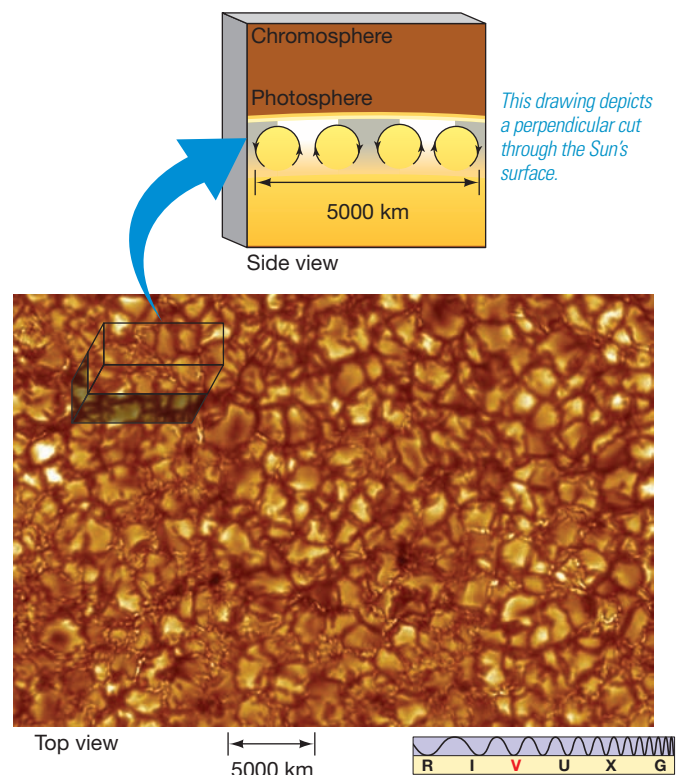 Chromosphere
Photosphere
This drawing depicts
a perpendicular cut
through the Sun's
surface.
5000 km
Side view
Top view
5000 km
R I V U X G